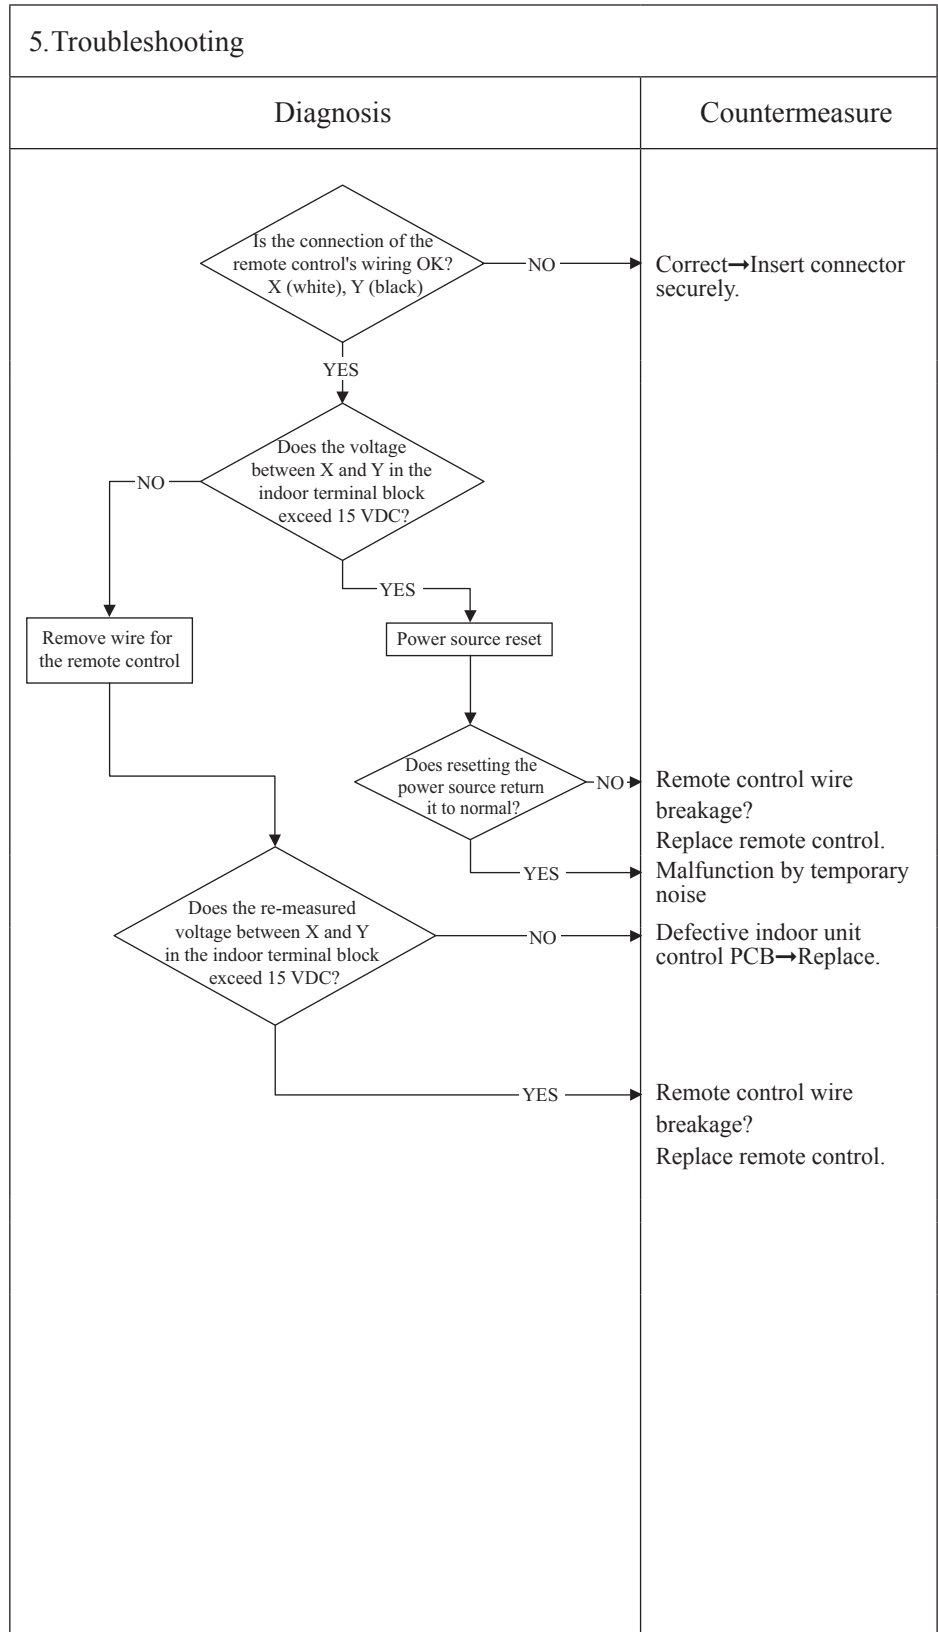 5.Troubleshooting
Diagnosis
Countermeasure
Is the connection of the
remote control's wiring OK?
X (white), Y (black)
NO
Correct→Insert connector
securely.
YES
Does the voltage
between X and Y in the
indoor terminal block
exceed 15 VDC?
NO
YES
Remove wire for
the remote control
Power source reset
Does resetting the
power source return
it to normal?
NO
Remote control wire
breakage?
Replace remote control.
YES
Malfunction by temporary
noise
Does the re-measured
voltage between X and Y
in the indoor terminal block
exceed 15 VDC?
NO
Defective indoor unit
control PCB→Replace.
YES
Remote control wire
breakage?
Replace remote control.